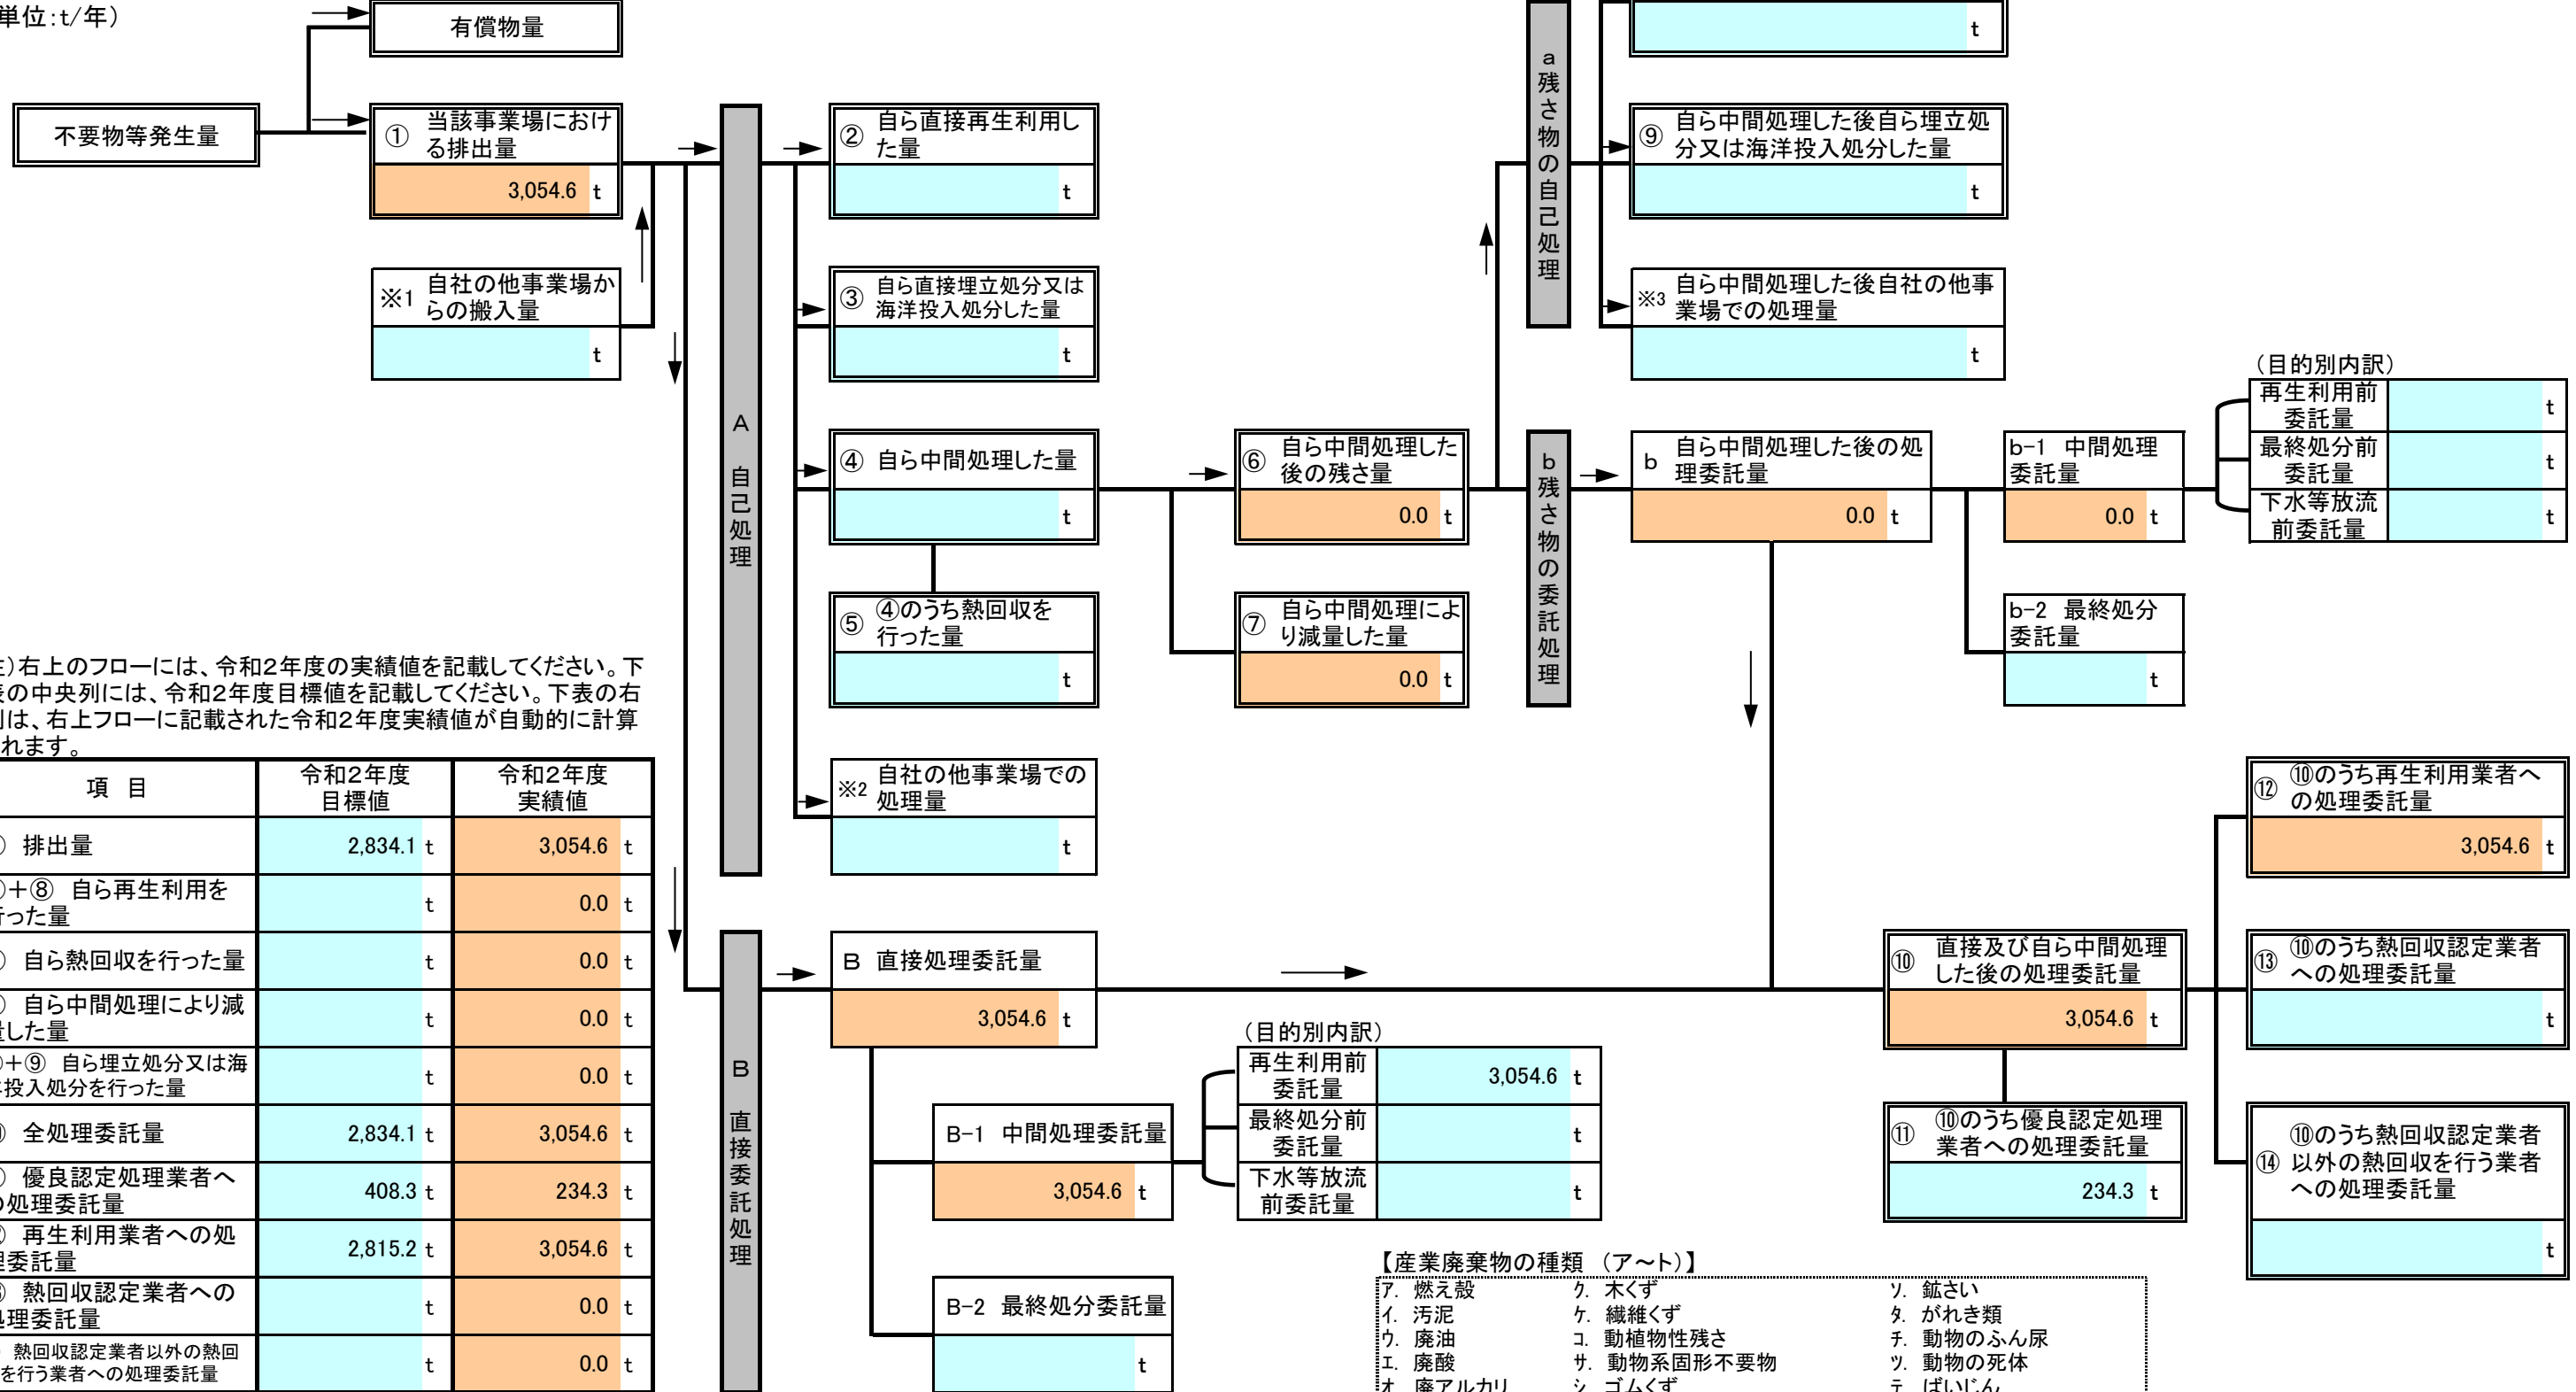 単位:t/年)
有償物量
不要物等発生量
① 当該事業場におけ
る排出量
3,054.6 t
※1 自社の他事業場か
らの搬入量
t
A 自己処理
② 自ら直接再生利用し
た量
t
③ 自ら直接埋立処分又は
海洋投入処分した量
t
④ 自ら中間処理した量
t
⑤ ④のうち熱回収を
行った量
t
※2 自社の他事業場での
処理量
t
⑥ 自ら中間処理した
後の残さ量
0.0 t
⑦ 自ら中間処理によ
り減量した量
0.0 t
a 残さ物の自己処理
t
⑨ 自ら中間処理した後自ら埋立処
分又は海洋投入処分した量
t
※3 自ら中間処理した後自社の他事
業場での処理量
t
b 残さ物の委託処理
b 自ら中間処理した後の処
理委託量
0.0 t
b-1 中間処理
委託量
0.0 t
b-2 最終処分
委託量
t
(目的別内訳)
再生利用前
委託量 t
最終処分前
委託量 t
下水等放流
前委託量 t
)右上のフローには、令和2年度の実績値を記載してください。下
の中央列には、令和2年度目標値を記載してください。下表の右
は、右上フローに記載された令和2年度実績値が自動的に計算
れます。
項 目 令和2年度
目標値 令和2年度
実績値
排出量 2,834.1 t 3,054.6 t
+⑧ 自ら再生利用を
った量 t 0.0 t
自ら熱回収を行った量 t 0.0 t
自ら中間処理により減
した量 t 0.0 t
+⑨ 自ら埋立処分又は海
投入処分を行った量 t 0.0 t
全処理委託量 2,834.1 t 3,054.6 t
優良認定処理業者へ
処理委託量 408.3 t 234.3 t
再生利用業者への処
委託量 2,815.2 t 3,054.6 t
熱回収認定業者への
理委託量 t 0.0 t
熱回収認定業者以外の熱回
を行う業者への処理委託量 t 0.0 t
B 直接委託処理
B 直接処理委託量
3,054.6 t
B-1 中間処理委託量
3,054.6 t
B-2 最終処分委託量
t
(目的別内訳)
再生利用前
委託量 3,054.6 t
最終処分前
委託量 t
下水等放流
前委託量 t
⑩ 直接及び自ら中間処理
した後の処理委託量
3,054.6 t
⑪ ⑩のうち優良認定処理
業者への処理委託量
234.3 t
⑫ ⑩のうち再生利用業者へ
の処理委託量
3,054.6 t
⑬ ⑩のうち熱回収認定業者
への処理委託量
t
⑭ ⑩のうち熱回収認定業者
以外の熱回収を行う業者
への処理委託量
t
【産業廃棄物の種類 (ア~ト)】
ア. 燃え殻 ク. 木くず ソ. 鉱さい
イ. 汚泥 ケ. 繊維くず タ. がれき類
ウ. 廃油 コ. 動植物性残さ チ. 動物のふん尿
エ. 廃酸 サ. 動物系固形不要物 ツ. 動物の死体
オ. 廃アルカリ シ. ゴムくず テ. ばいじん